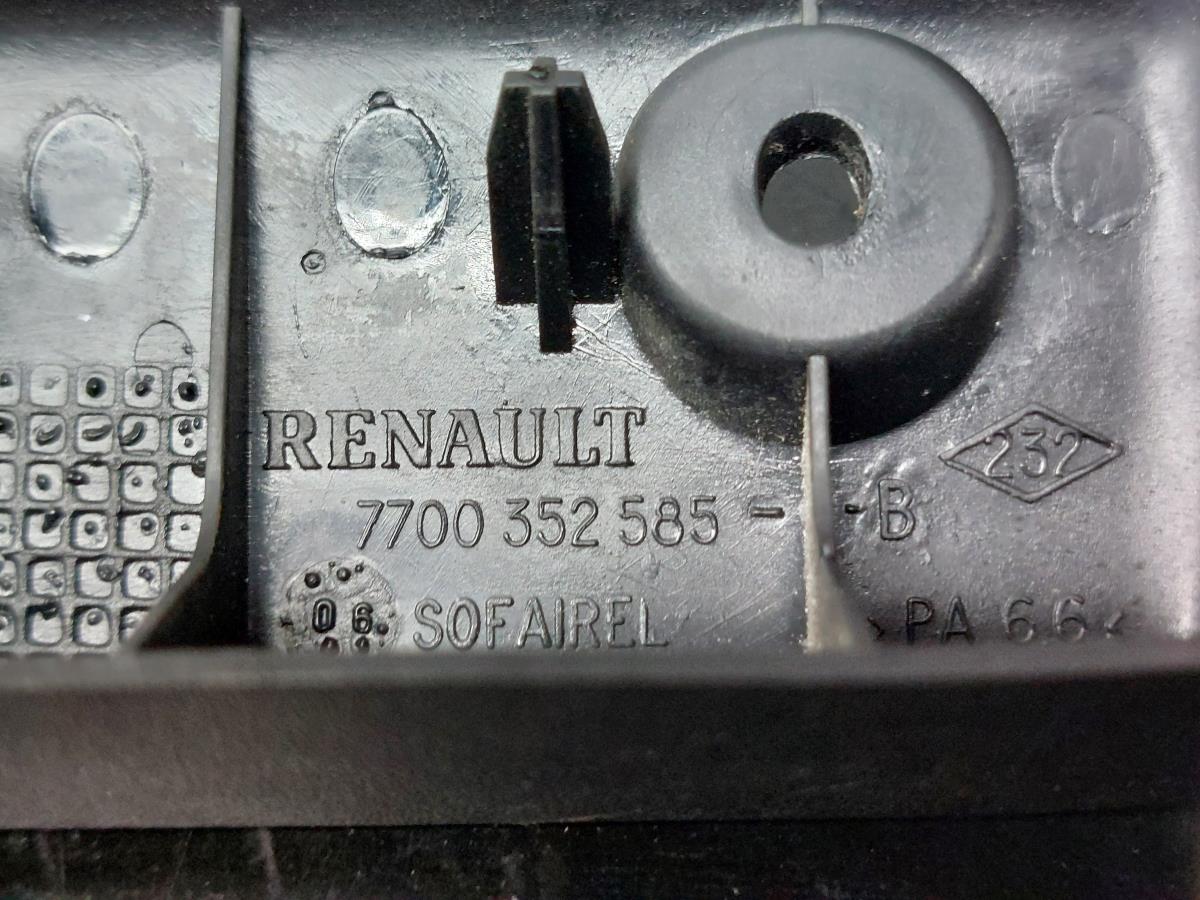 RENAULT
232
7700 352 585 - -B
06 SOFAIREL >PA 66<